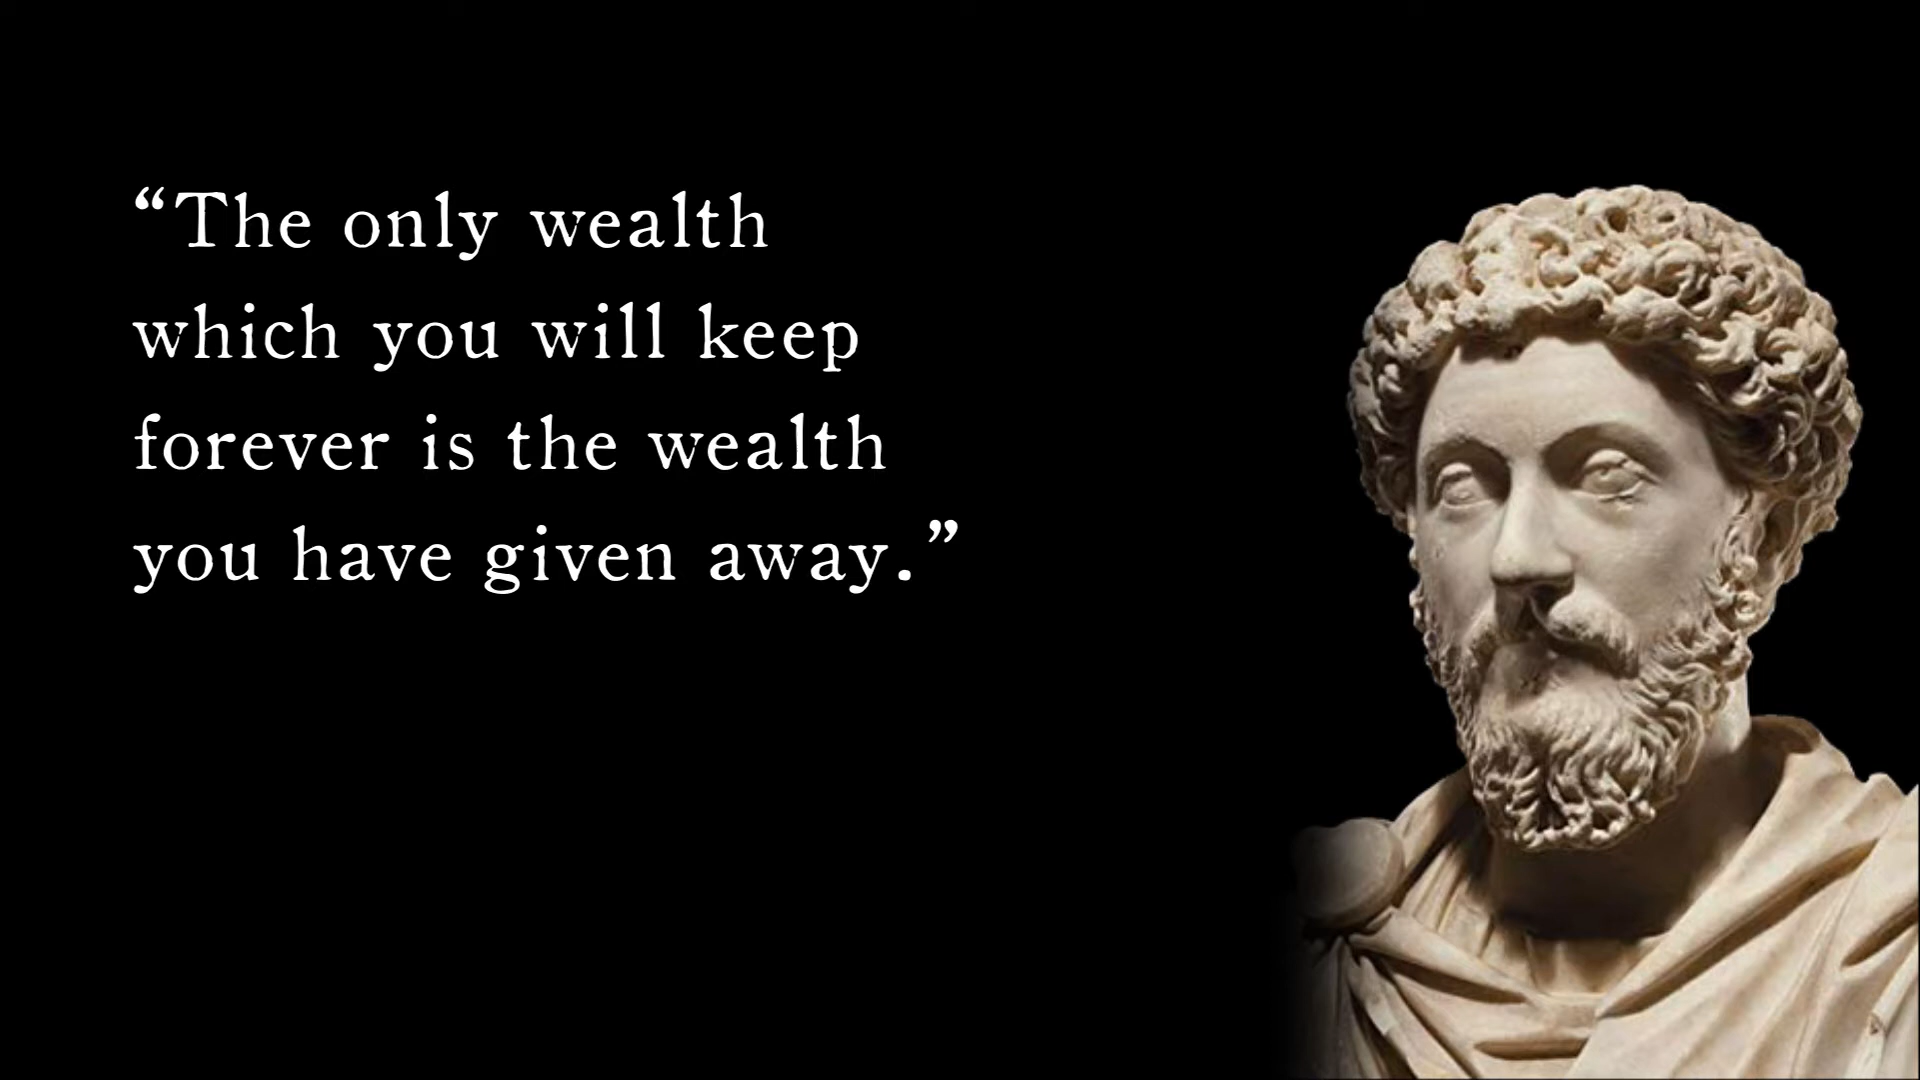 “The only wealth
which you will keep
forever is the wealth
you have given away.”